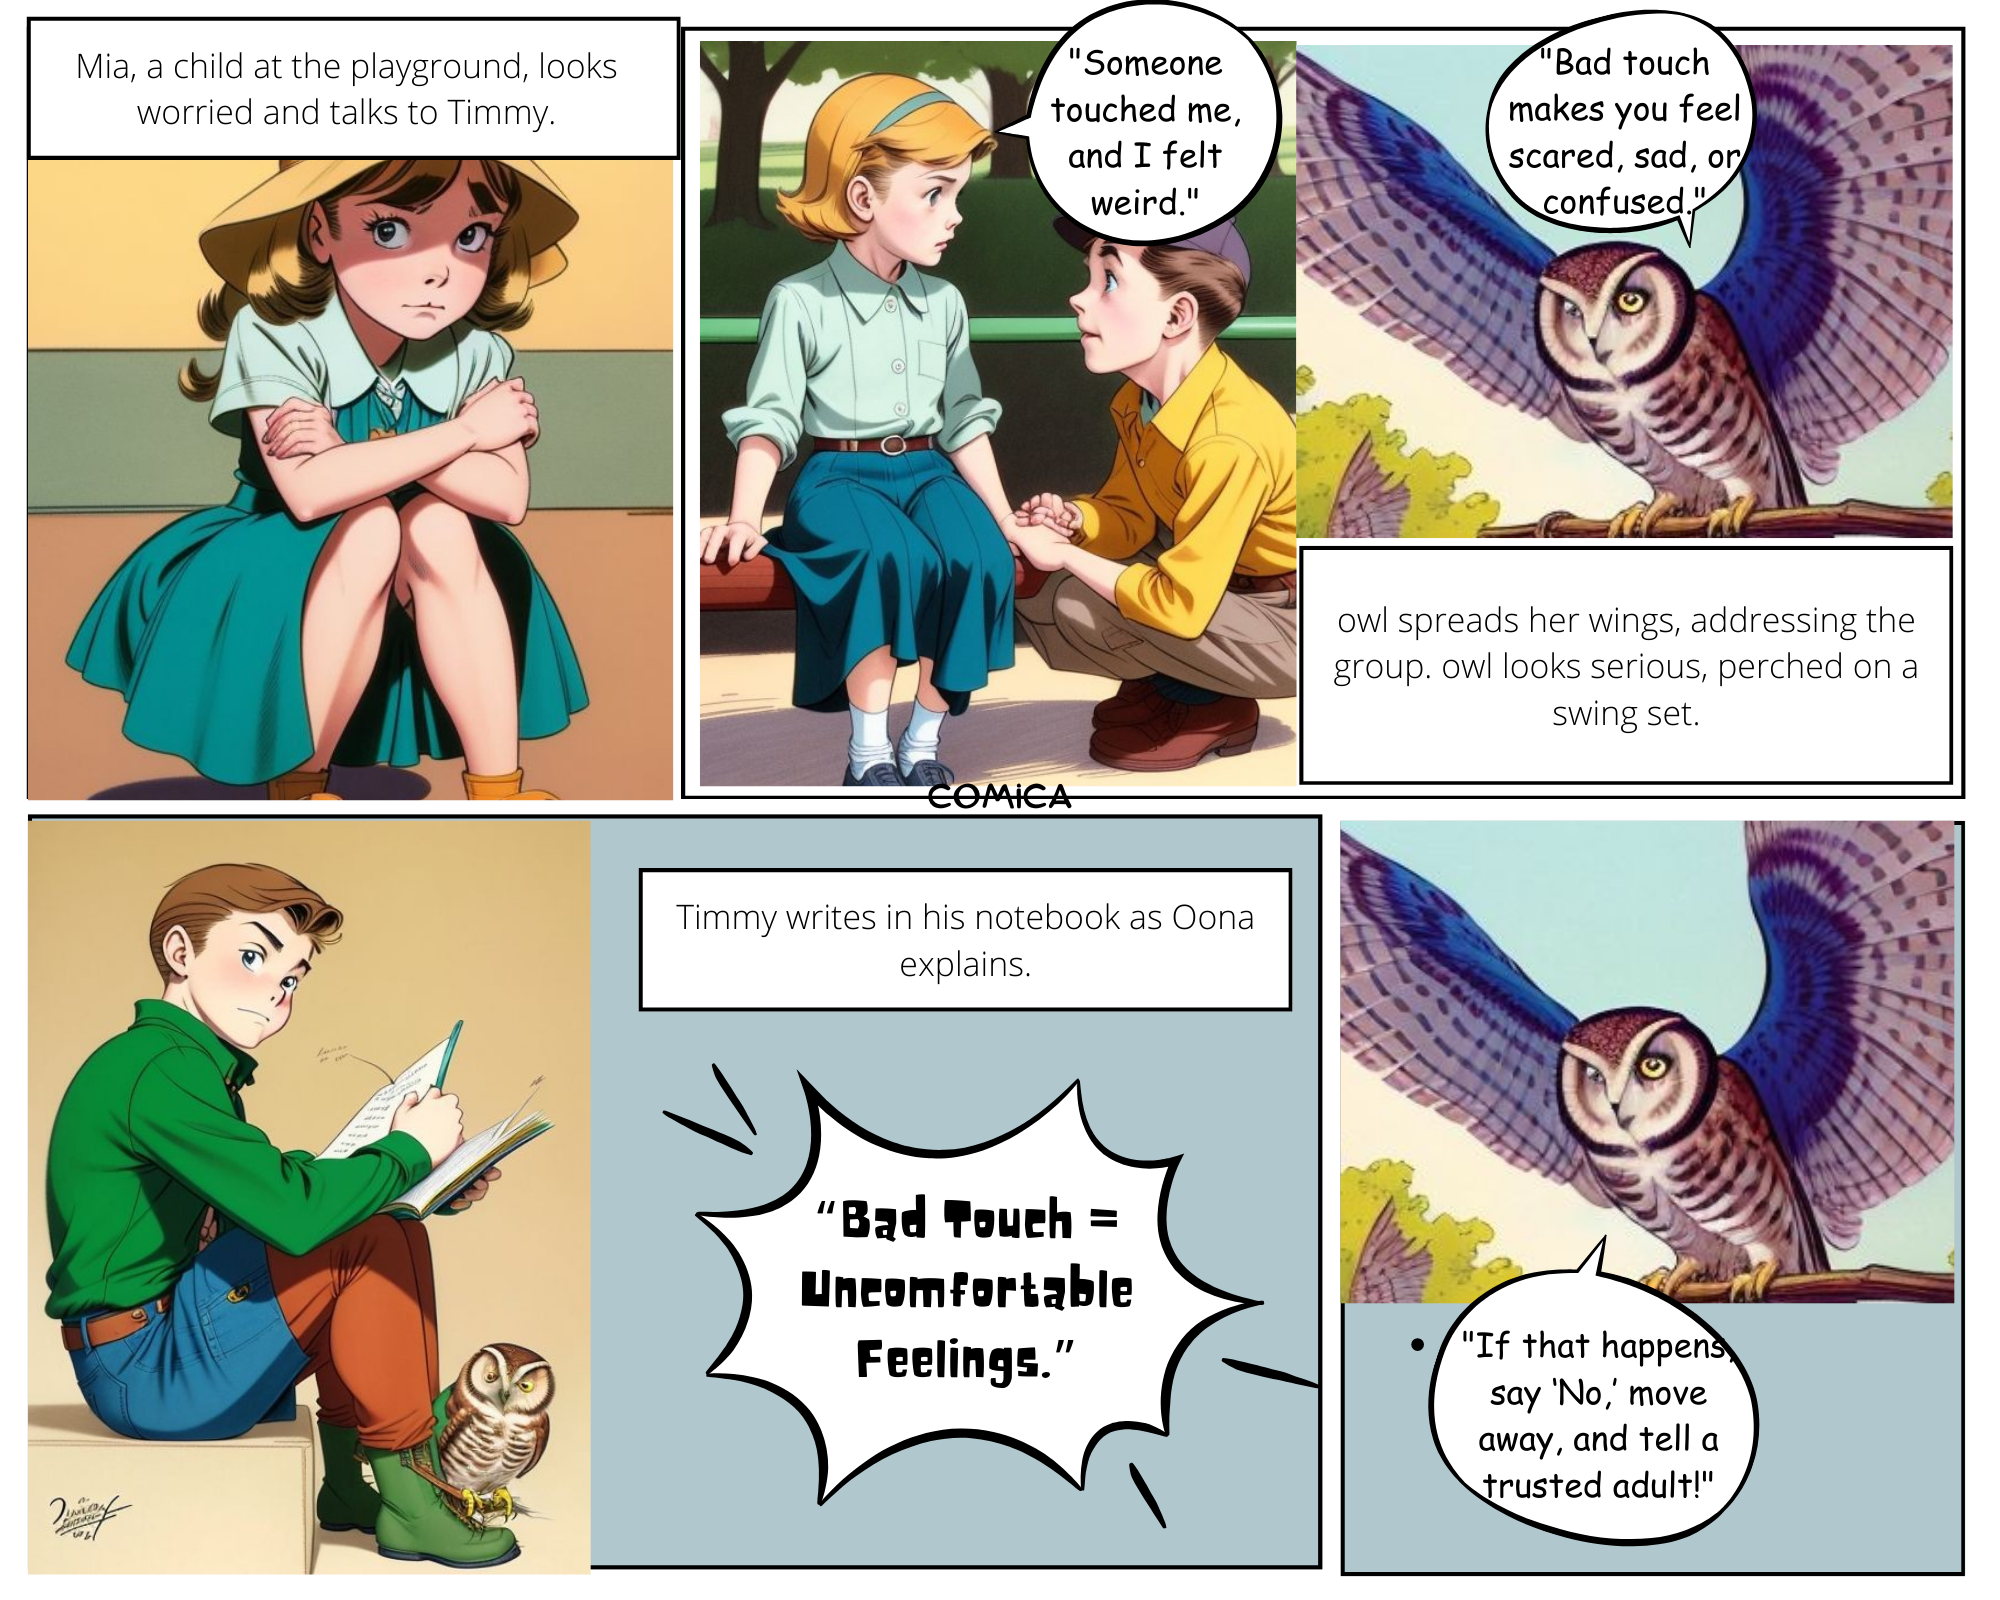 Mia, a child at the playground, looks
worried and talks to Timmy.
"Someone
touched me,
and I felt
weird."
"Bad touch
makes you feel
scared, sad, or
confused."
owl spreads her wings, addressing the
group. owl looks serious, perched on a
swing set.
COMiCA
Timmy writes in his notebook as Oona
explains.
“Bad Touch =
Uncomfortable
Feelings.”
• "If that happens,
say ‘No,’ move
away, and tell a
trusted adult!"